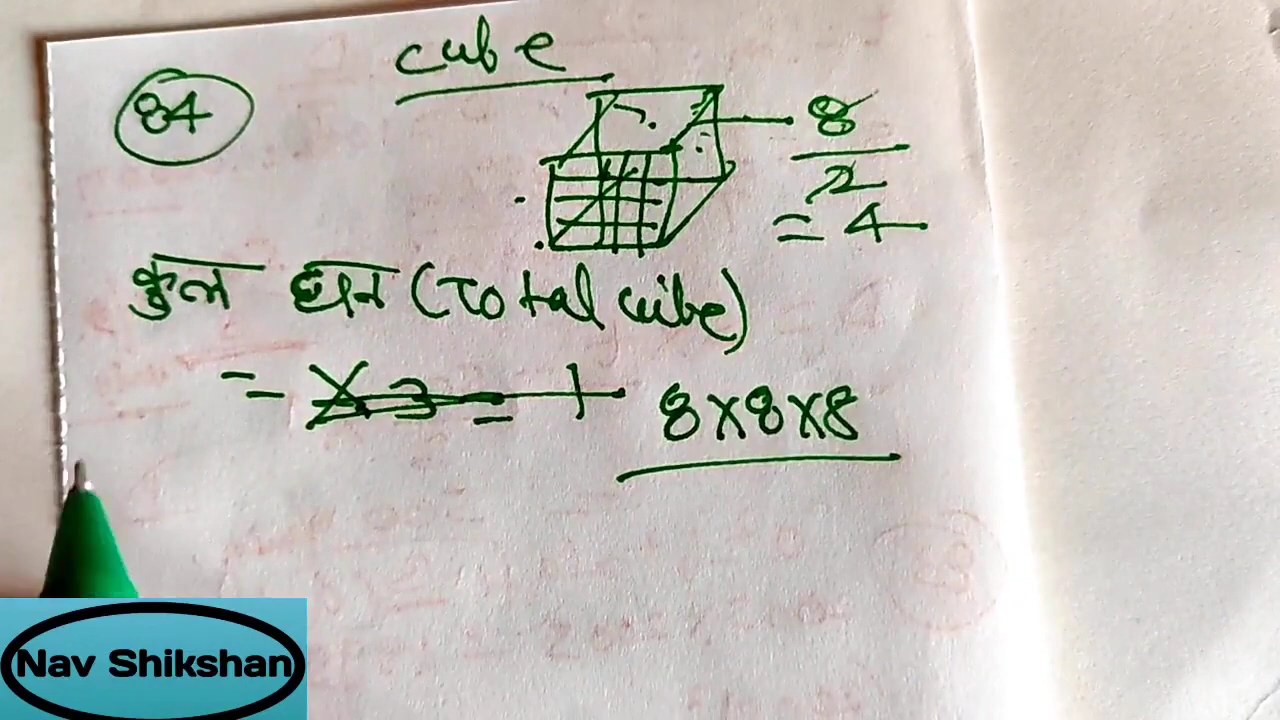 cube
84
8
2
= 4
कुल घन (Total cube)
= 8x8x8
Nav Shikshan